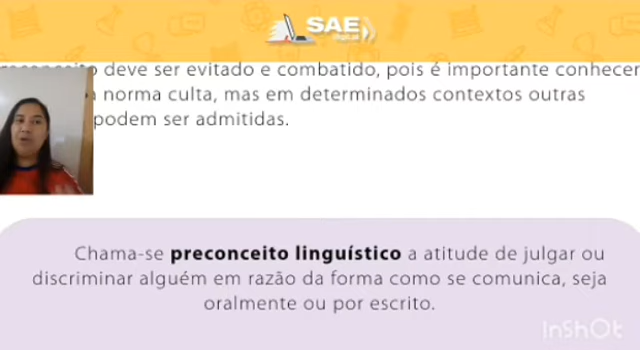 SAE
digital
deve ser evitado e combatido, pois é importante conhecer
norma culta, mas em determinados contextos outras
podem ser admitidas.
Chama-se preconceito linguístico a atitude de julgar ou
discriminar alguém em razão da forma como se comunica, seja
oralmente ou por escrito.
InShOt